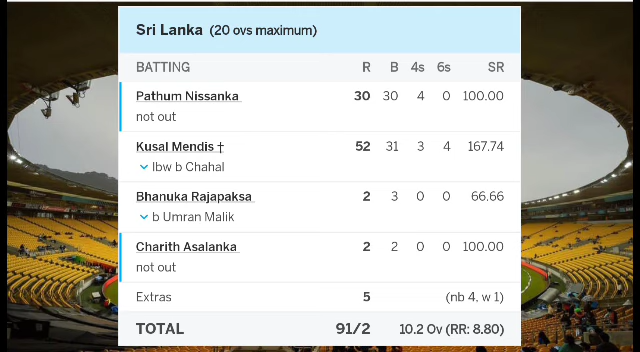 Sri Lanka (20 ovs maximum)
BATTING R B 4s 6s SR
Pathum Nissanka 30 30 4 0 100.00
not out
Kusal Mendis † 52 31 3 4 167.74
lbw b Chahal
Bhanuka Rajapaksa 2 3 0 0 66.66
b Umran Malik
Charith Asalanka 2 2 0 0 100.00
not out
Extras 5 (nb 4, w 1)
TOTAL 91/2 10.2 Ov (RR: 8.80)